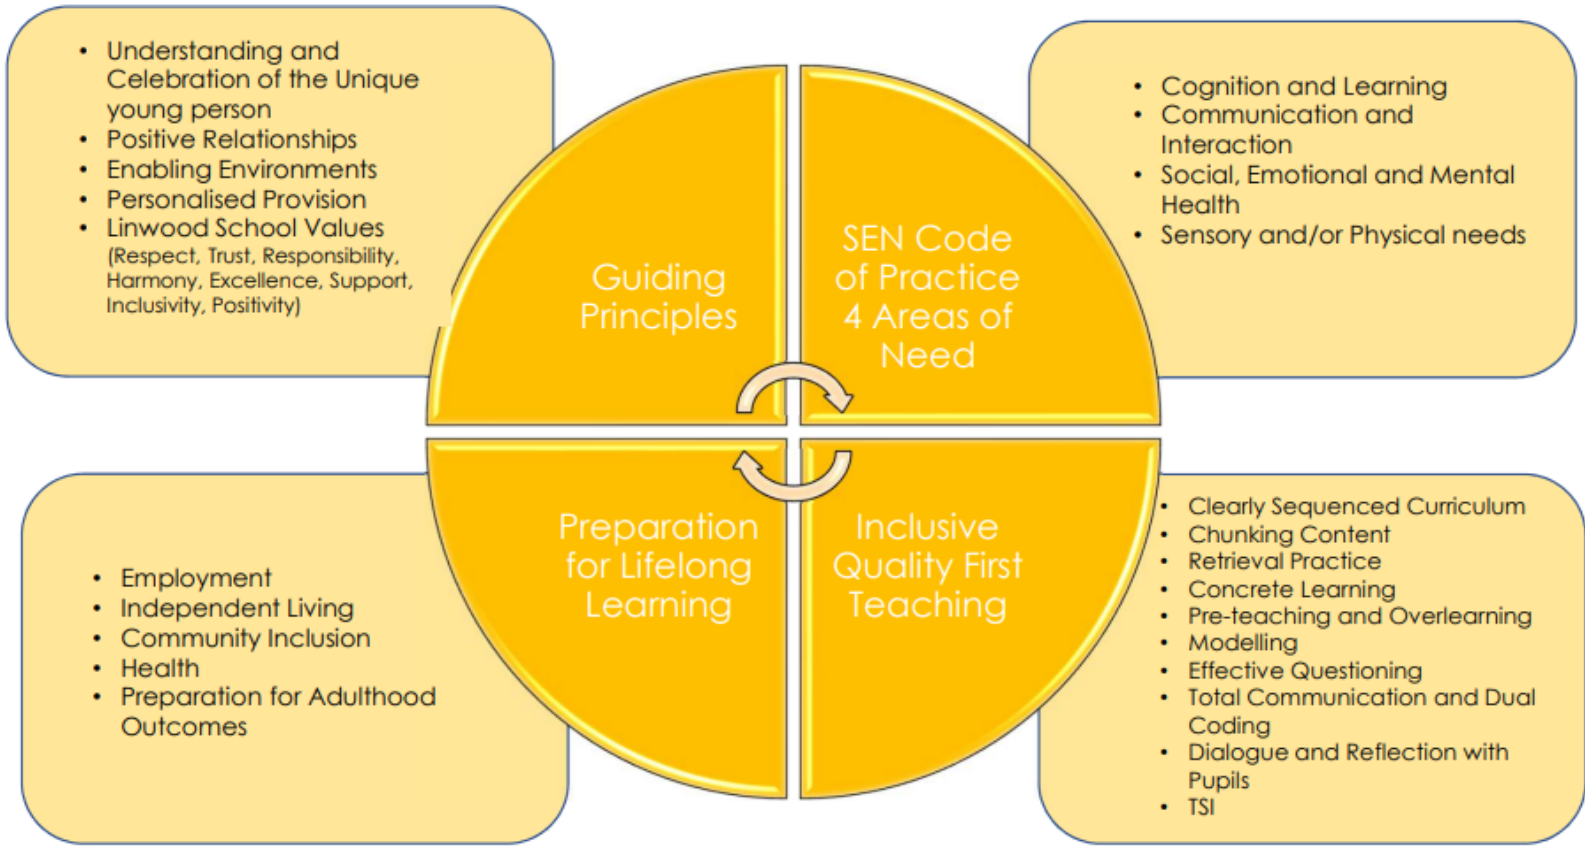 • Understanding and
Celebration of the Unique
young person
• Positive Relationships
• Enabling Environments
• Personalised Provision
• Linwood School Values
(Respect, Trust, Responsibility,
Harmony, Excellence, Support,
Inclusivity, Positivity)
Guiding
Principles
SEN Code
of Practice
4 Areas of
Need
• Cognition and Learning
• Communication and
Interaction
• Social, Emotional and Mental
Health
• Sensory and/or Physical needs
• Employment
• Independent Living
• Community Inclusion
• Health
• Preparation for Adulthood
Outcomes
Preparation
for Lifelong
Learning
Inclusive
Quality First
Teaching
• Clearly Sequenced Curriculum
• Chunking Content
• Retrieval Practice
• Concrete Learning
• Pre-teaching and Overlearning
• Modelling
• Effective Questioning
• Total Communication and Dual
Coding
• Dialogue and Reflection with
Pupils
• TSI